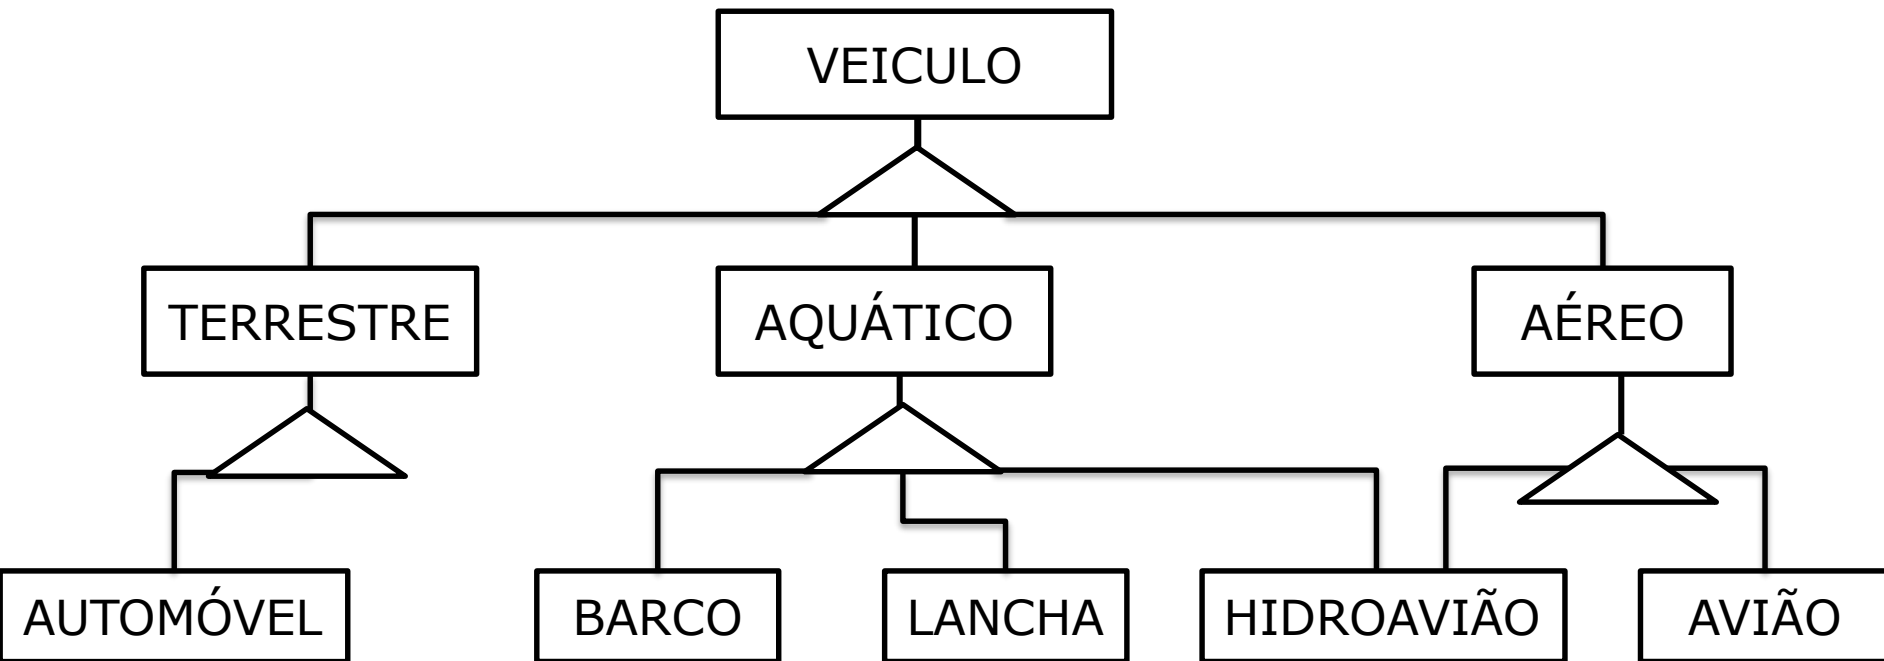 VEICULO
TERRESTRE
AQUÁTICO
AÉREO
AUTOMÓVEL
BARCO
LANCHA
HIDROAVIÃO
AVIÃO